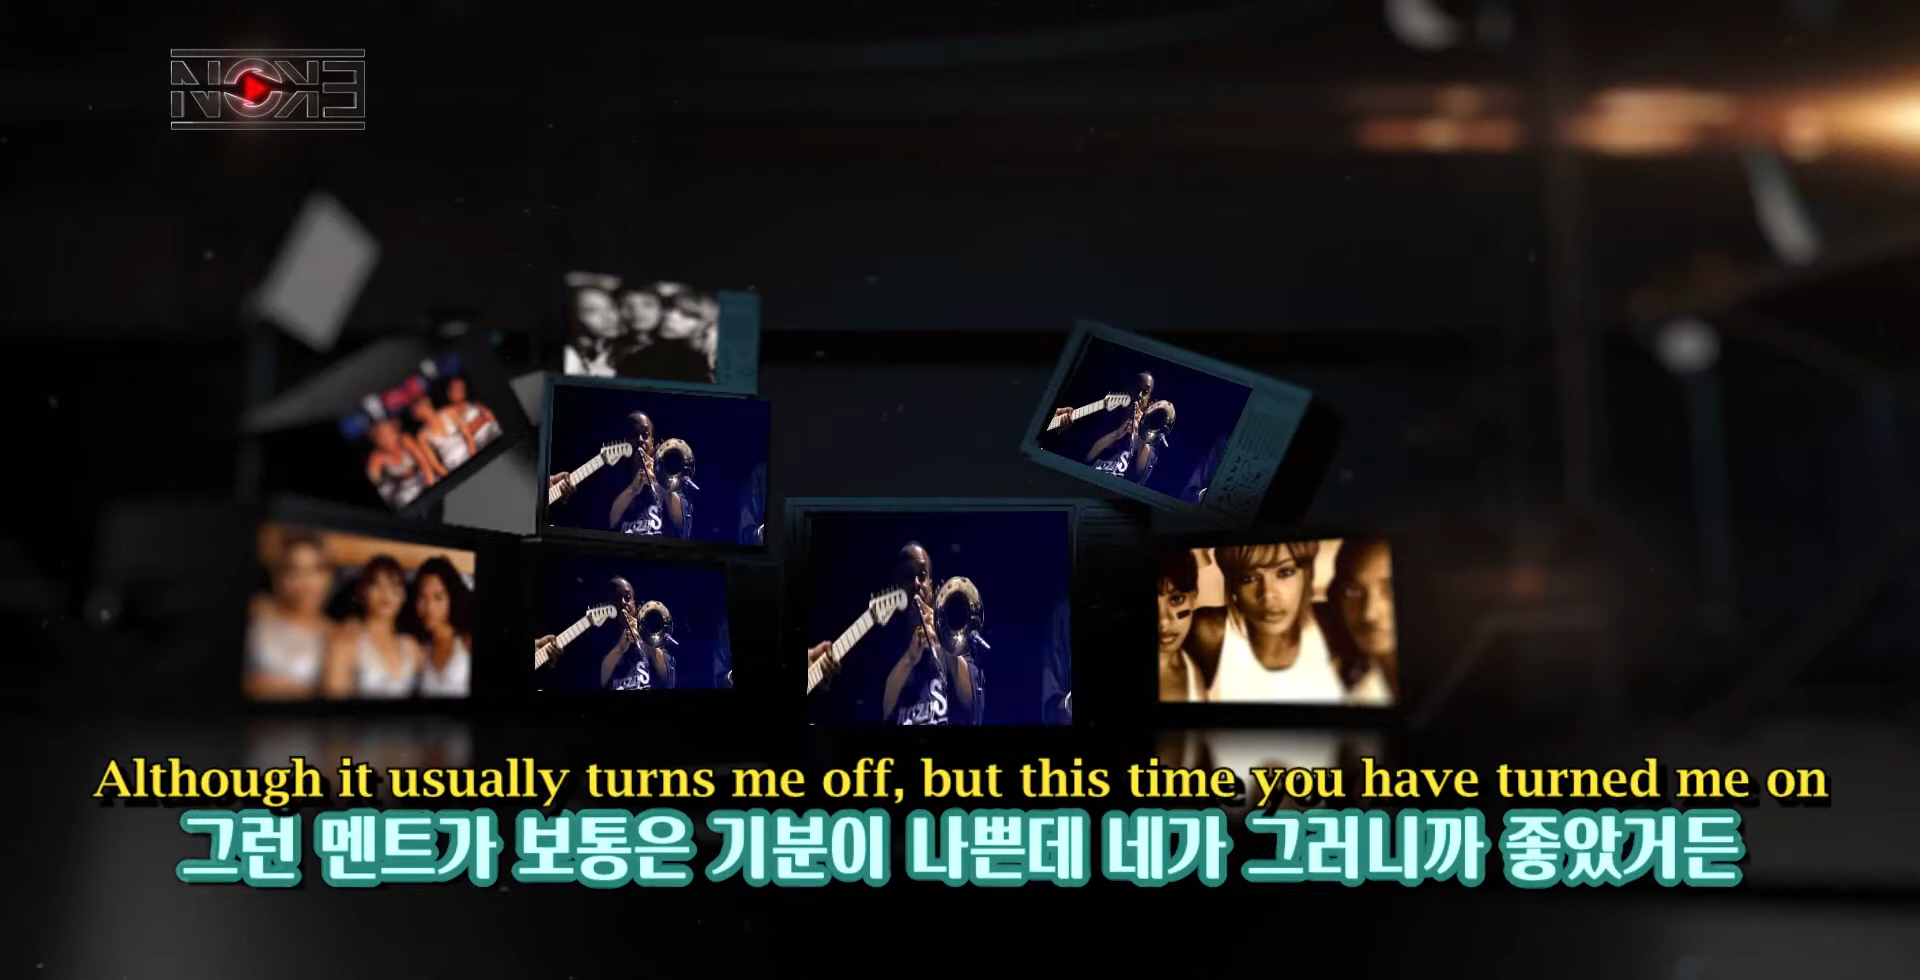 NOKE
Although it usually turns me off, but this time you have turned me on
그런 멘트가 보통은 기분이 나쁜데 네가 그러니까 좋았거든